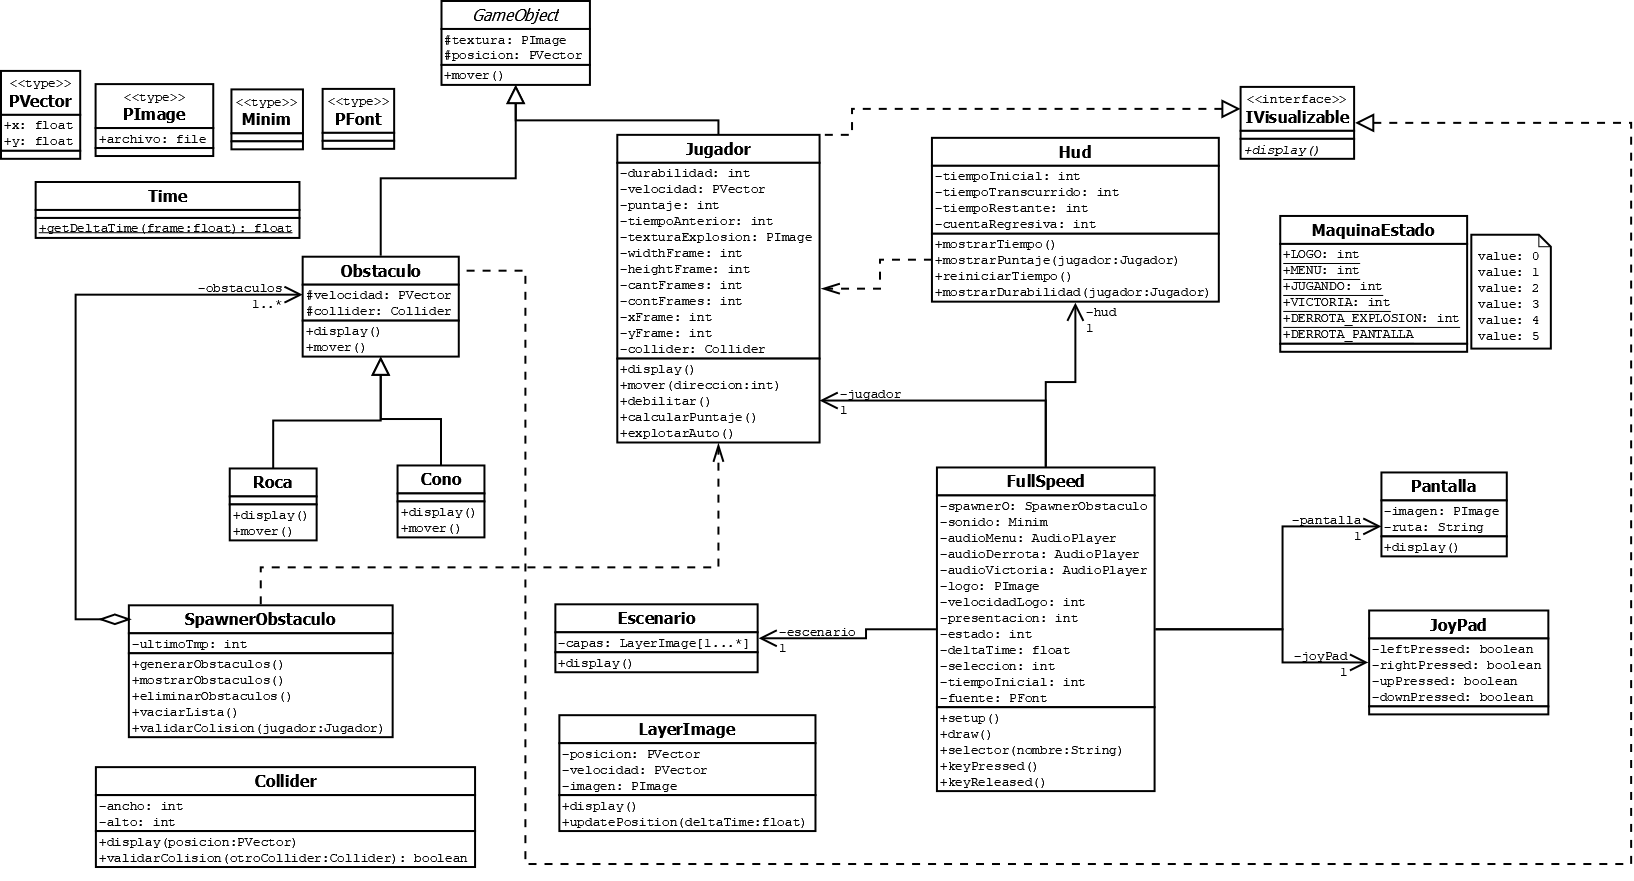 GameObject
#textura: PImage
#posicion: PVector
+mover()
<<type>>
PVector
+x: float
+y: float
<<type>>
PImage
+archivo: file
<<type>>
Minim
<<type>>
PFont
<<interface>>
IVisualizable
+display()
Time
+getDeltaTime(frame:float): float
Jugador
-durabilidad: int
-velocidad: PVector
-puntaje: int
-tiempoAnterior: int
-texturaExplosion: PImage
-widthFrame: int
-heightFrame: int
-cantFrames: int
-contFrames: int
-xFrame: int
-yFrame: int
-collider: Collider
+display()
+mover(direccion:int)
+debilitar()
+calcularPuntaje()
+explotarAuto()
Hud
-tiempoInicial: int
-tiempoTranscurrido: int
-tiempoRestante: int
-cuentaRegresiva: int
+mostrarTiempo()
+mostrarPuntaje(jugador:Jugador)
+reiniciarTiempo()
+mostrarDurabilidad(jugador:Jugador)
-hud
1
MaquinaEstado
+LOGO: int
+MENU: int
+JUGANDO: int
+VICTORIA: int
+DERROTA_EXPLOSION: int
+DERROTA_PANTALLA
value: 0
value: 1
value: 2
value: 3
value: 4
value: 5
Obstaculo
#velocidad: PVector
#collider: Collider
+display()
+mover()
-obstaculos
1..*
-jugador
1
Roca
+display()
+mover()
Cono
+display()
+mover()
FullSpeed
-spawnerO: SpawnerObstaculo
-sonido: Minim
-audioMenu: AudioPlayer
-audioDerrota: AudioPlayer
-audioVictoria: AudioPlayer
-logo: PImage
-velocidadLogo: int
-presentacion: int
-estado: int
-deltaTime: float
-seleccion: int
-tiempoInicial: int
-fuente: PFont
+setup()
+draw()
+selector(nombre:String)
+keyPressed()
+keyReleased()
-pantalla
1
Pantalla
-imagen: PImage
-ruta: String
+display()
-joyPad
1
JoyPad
-leftPressed: boolean
-rightPressed: boolean
-upPressed: boolean
-downPressed: boolean
SpawnerObstaculo
-ultimoTmp: int
+generarObstaculos()
+mostrarObstaculos()
+eliminarObstaculos()
+vaciarLista()
+validarColision(jugador:Jugador)
Escenario
-capas: LayerImage[1...*]
+display()
-escenario
1
LayerImage
-posicion: PVector
-velocidad: PVector
-imagen: PImage
+display()
+updatePosition(deltaTime:float)
Collider
-ancho: int
-alto: int
+display(posicion:PVector)
+validarColision(otroCollider:Collider): boolean